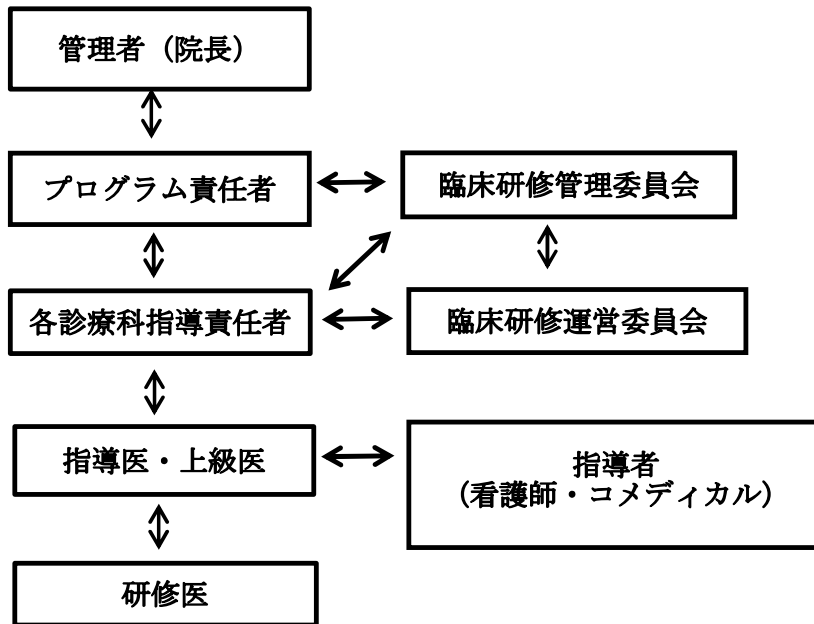 管理者（院長）
プログラム責任者
臨床研修管理委員会
各診療科指導責任者
臨床研修運営委員会
指導医・上級医
指導者
（看護師・コメディカル）
研修医